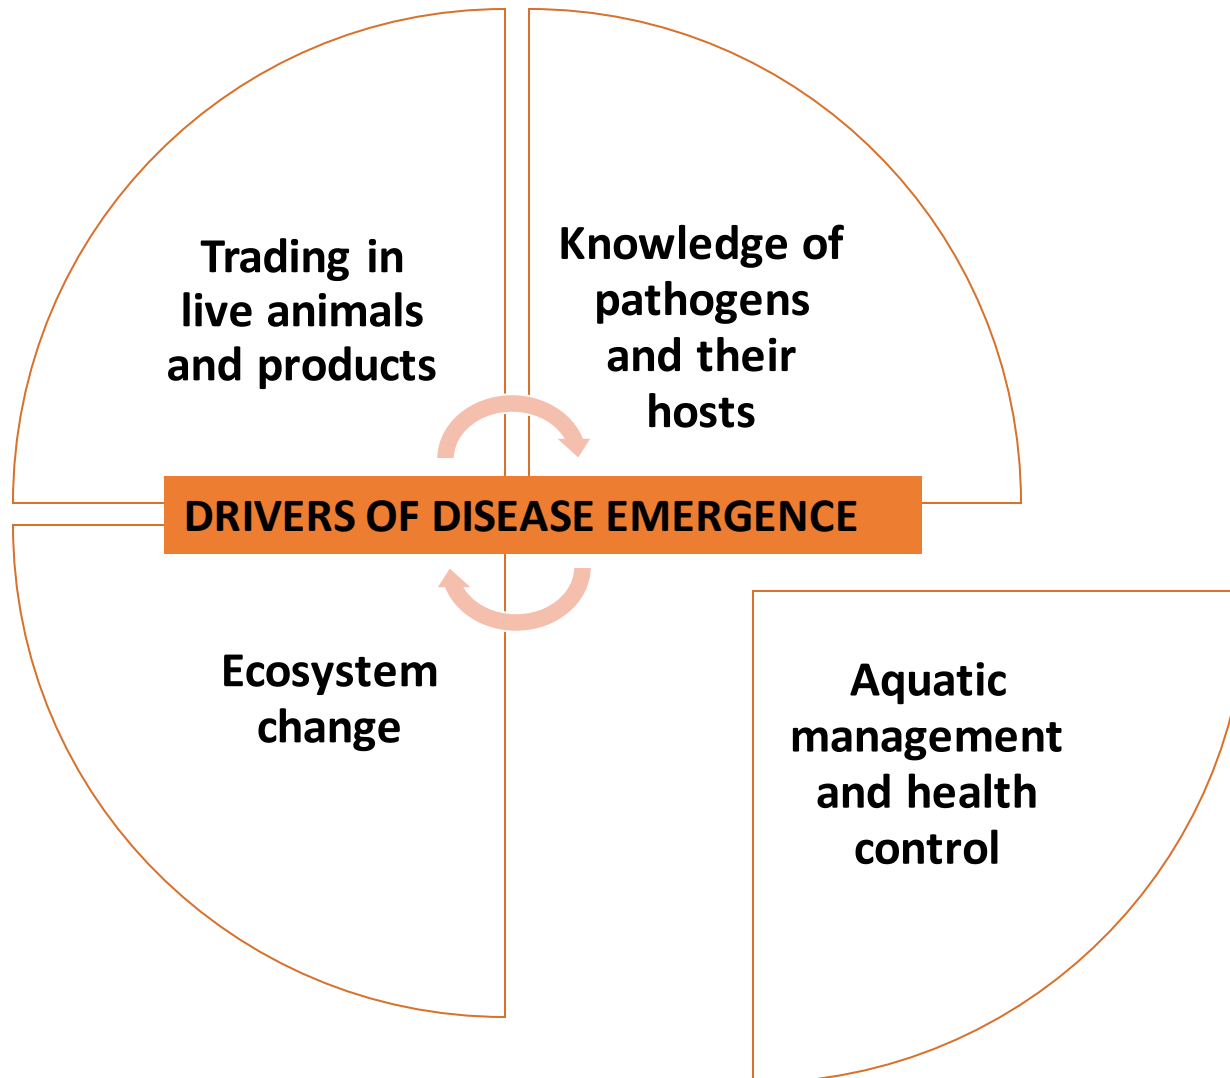 Trading in
live animals
and products
Knowledge of
pathogens
and their
hosts
DRIVERS OF DISEASE EMERGENCE
Ecosystem
change
Aquatic
management
and health
control